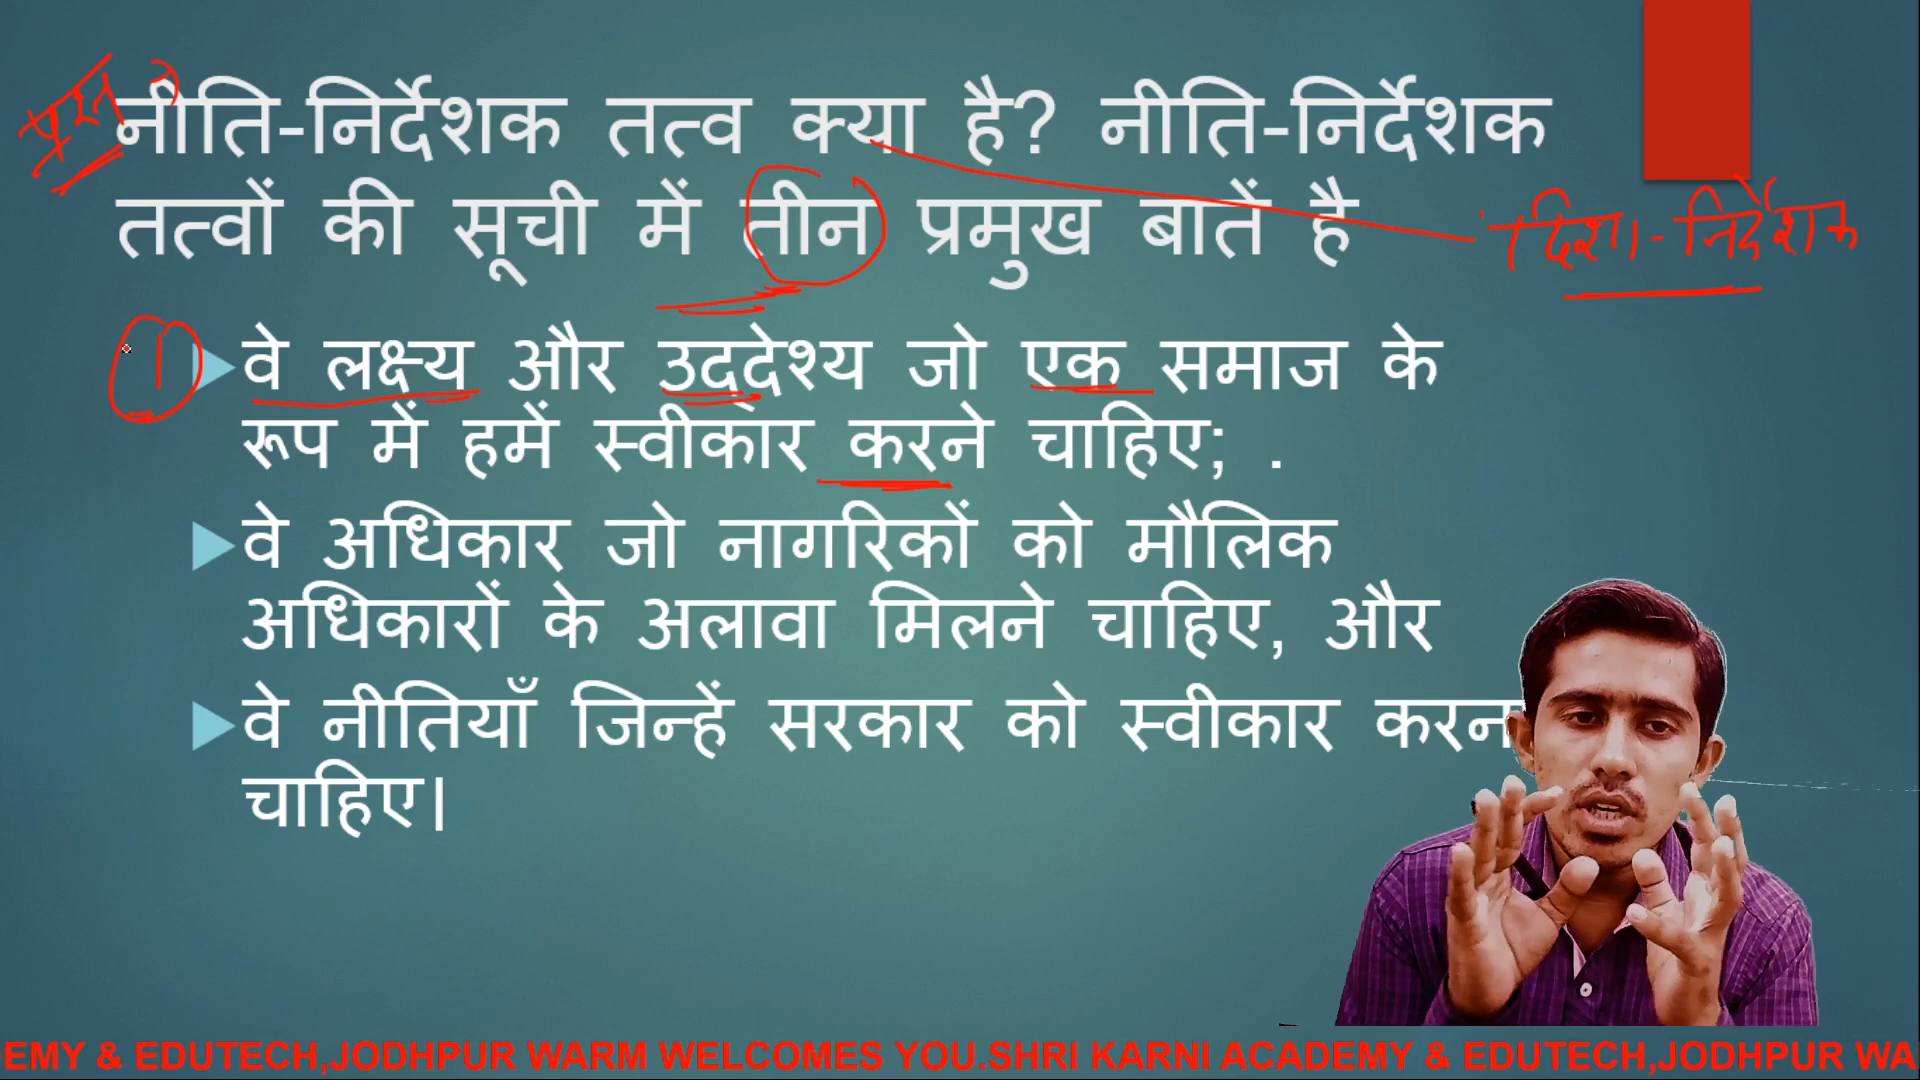 प्रश्न
नीति-निर्देशक तत्व क्या है? नीति-निर्देशक
तत्वों की सूची में तीन प्रमुख बातें है
दिशा-निर्देशक
1
वे लक्ष्य और उद्देश्य जो एक समाज के
रूप में हमें स्वीकार करने चाहिए; .
वे अधिकार जो नागरिकों को मौलिक
अधिकारों के अलावा मिलने चाहिए, और
वे नीतियाँ जिन्हें सरकार को स्वीकार
चाहिए।
EMY & EDUTECH,JODHPUR WARM WELCOMES YOU.SHRI KARNI ACADEMY & EDUTECH,JODHPUR WA